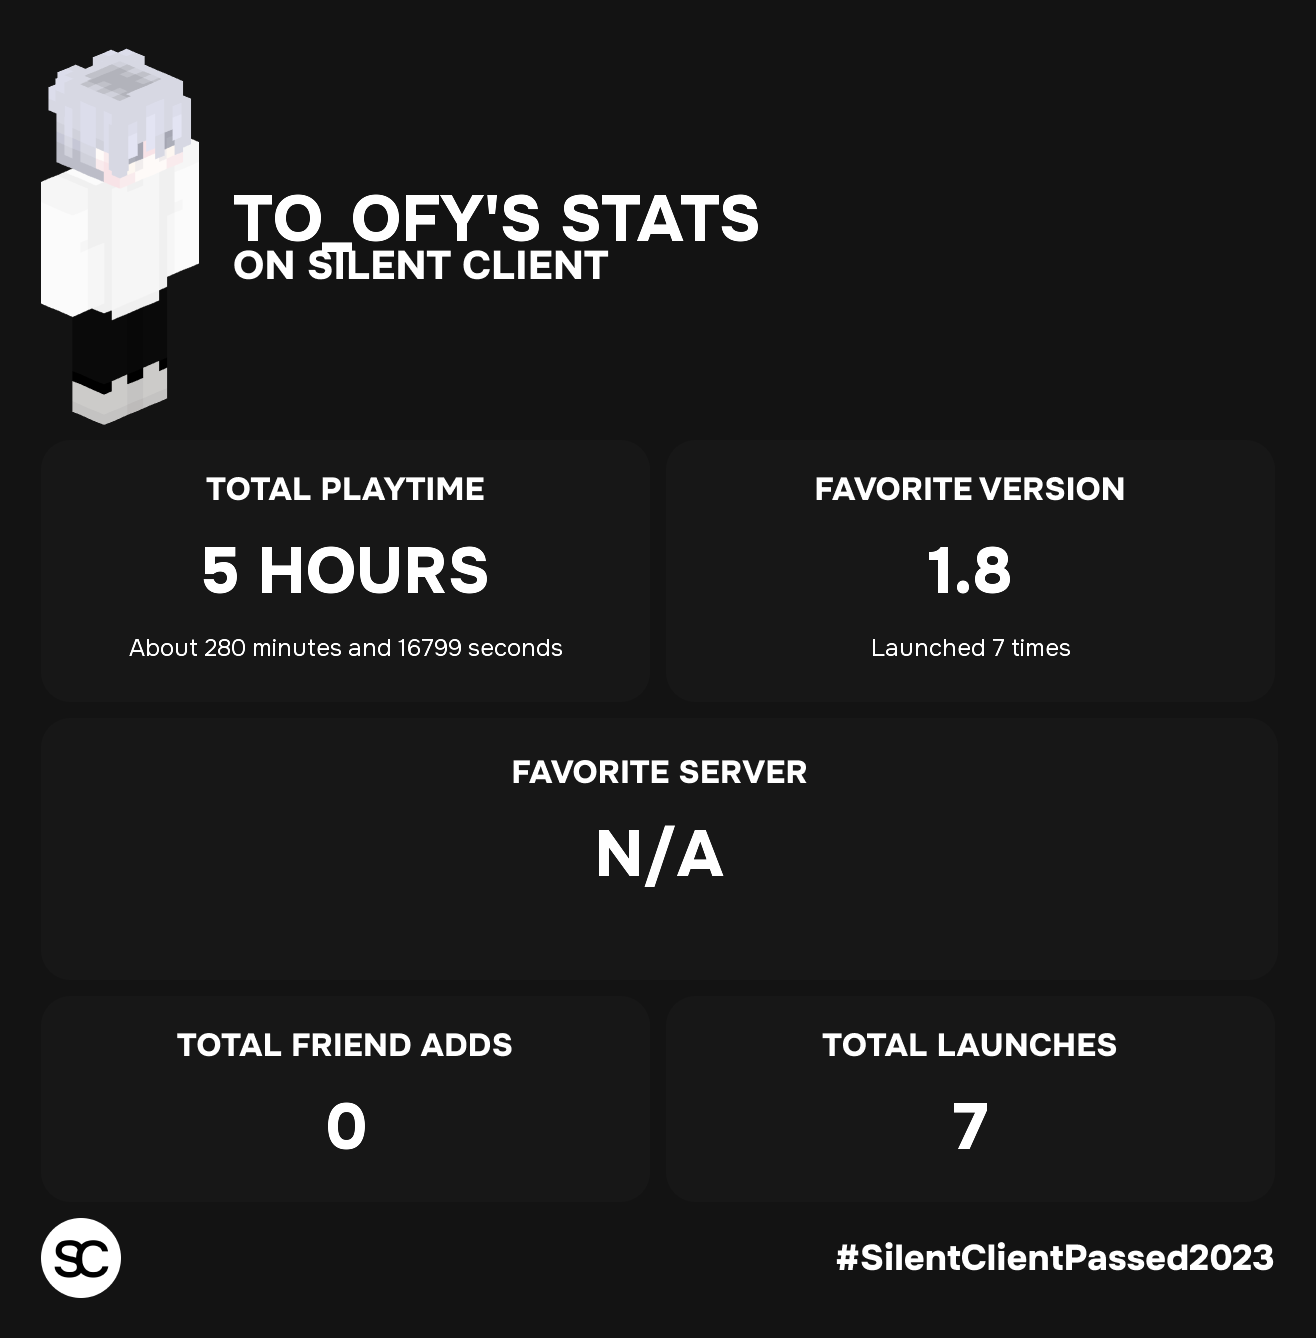 TO_OFY'S STATS
ON SILENT CLIENT
TOTAL PLAYTIME
5 HOURS
About 280 minutes and 16799 seconds
FAVORITE VERSION
1.8
Launched 7 times
FAVORITE SERVER
N/A
TOTAL FRIEND ADDS
0
TOTAL LAUNCHES
7
SC
#SilentClientPassed2023